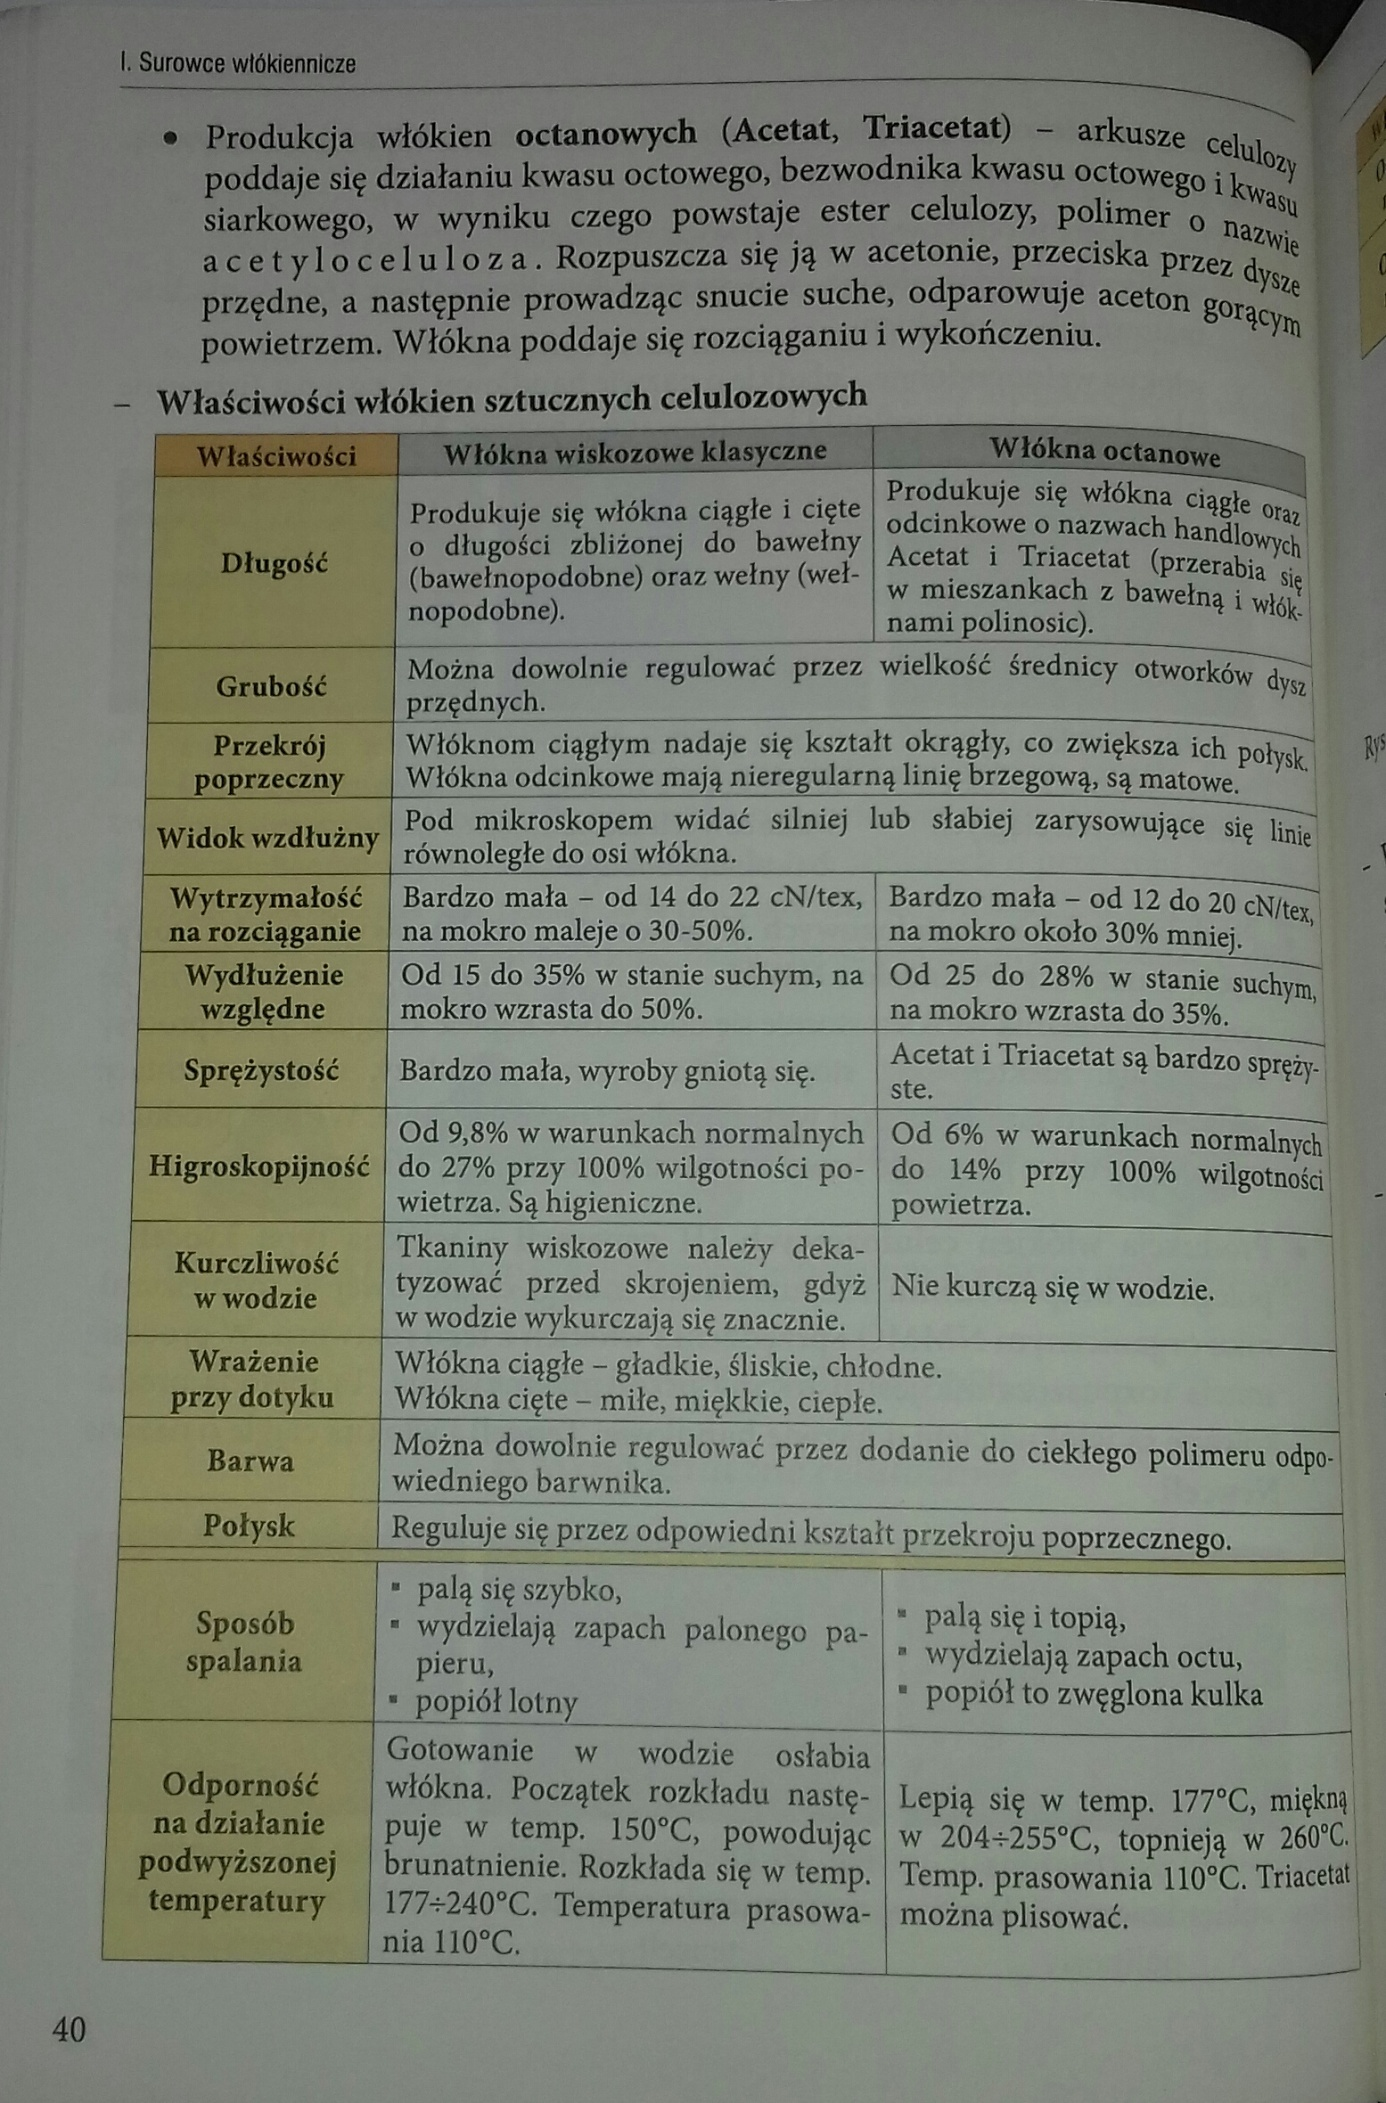 I. Surowce włókiennicze
• Produkcja włókien octanowych (Acetat, Triacetat) – arkusze celulozy
poddaje się działaniu kwasu octowego, bezwodnika kwasu octowego i kwasu
siarkowego, w wyniku czego powstaje ester celulozy, polimer o nazwie
acetyloceluloza. Rozpuszcza się ją w acetonie, przeciska przez dysze
przędne, a następnie prowadząc snucie suche, odparowuje aceton gorącym
powietrzem. Włókna poddaje się rozciąganiu i wykończeniu.
– Właściwości włókien sztucznych celulozowych
Właściwości
Włókna wiskozowe klasyczne
Włókna octanowe
Długość
Produkuje się włókna ciągłe i cięte
o długości zbliżonej do bawełny
(bawełnopodobne) oraz wełny (weł-
nopodobne).
Produkuje się włókna ciągłe oraz
odcinkowe o nazwach handlowych
Acetat i Triacetat (przerabia się
w mieszankach z bawełną i włók-
nami polinosic).
Grubość
Można dowolnie regulować przez wielkość średnicy otworków dysz
przędnych.
Przekrój
poprzeczny
Włóknom ciągłym nadaje się kształt okrągły, co zwiększa ich połysk.
Włókna odcinkowe mają nieregularną linię brzegową, są matowe.
Widok wzdłużny
Pod mikroskopem widać silniej lub słabiej zarysowujące się linie
równoległe do osi włókna.
Wytrzymałość
na rozciąganie
Bardzo mała – od 14 do 22 cN/tex,
na mokro maleje o 30-50%.
Bardzo mała – od 12 do 20 cN/tex,
na mokro około 30% mniej.
Wydłużenie
względne
Od 15 do 35% w stanie suchym, na
mokro wzrasta do 50%.
Od 25 do 28% w stanie suchym,
na mokro wzrasta do 35%.
Sprężystość
Bardzo mała, wyroby gniotą się.
Acetat i Triacetat są bardzo spręży-
ste.
Higroskopijność
Od 9,8% w warunkach normalnych
do 27% przy 100% wilgotności po-
wietrza. Są higieniczne.
Od 6% w warunkach normalnych
do 14% przy 100% wilgotności
powietrza.
Kurczliwość
w wodzie
Tkaniny wiskozowe należy deka-
tyzować przed skrojeniem, gdyż
w wodzie wykurczają się znacznie.
Nie kurczą się w wodzie.
Wrażenie
przy dotyku
Włókna ciągłe – gładkie, śliskie, chłodne.
Włókna cięte – miłe, miękkie, ciepłe.
Barwa
Można dowolnie regulować przez dodanie do ciekłego polimeru odpo-
wiedniego barwnika.
Połysk
Reguluje się przez odpowiedni kształt przekroju poprzecznego.
Sposób
spalania
▪ palą się szybko,
▪ wydzielają zapach palonego pa-
pieru,
▪ popiół lotny
▪ palą się i topią,
▪ wydzielają zapach octu,
▪ popiół to zwęglona kulka
Odporność
na działanie
podwyższonej
temperatury
Gotowanie w wodzie osłabia
włókna. Początek rozkładu nastę-
puje w temp. 150°C, powodując
brunatnienie. Rozkłada się w temp.
177÷240°C. Temperatura prasowa-
nia 110°C.
Lepią się w temp. 177°C, miękną
w 204÷255°C, topnieją w 260°C.
Temp. prasowania 110°C. Triacetat
można plisować.
40